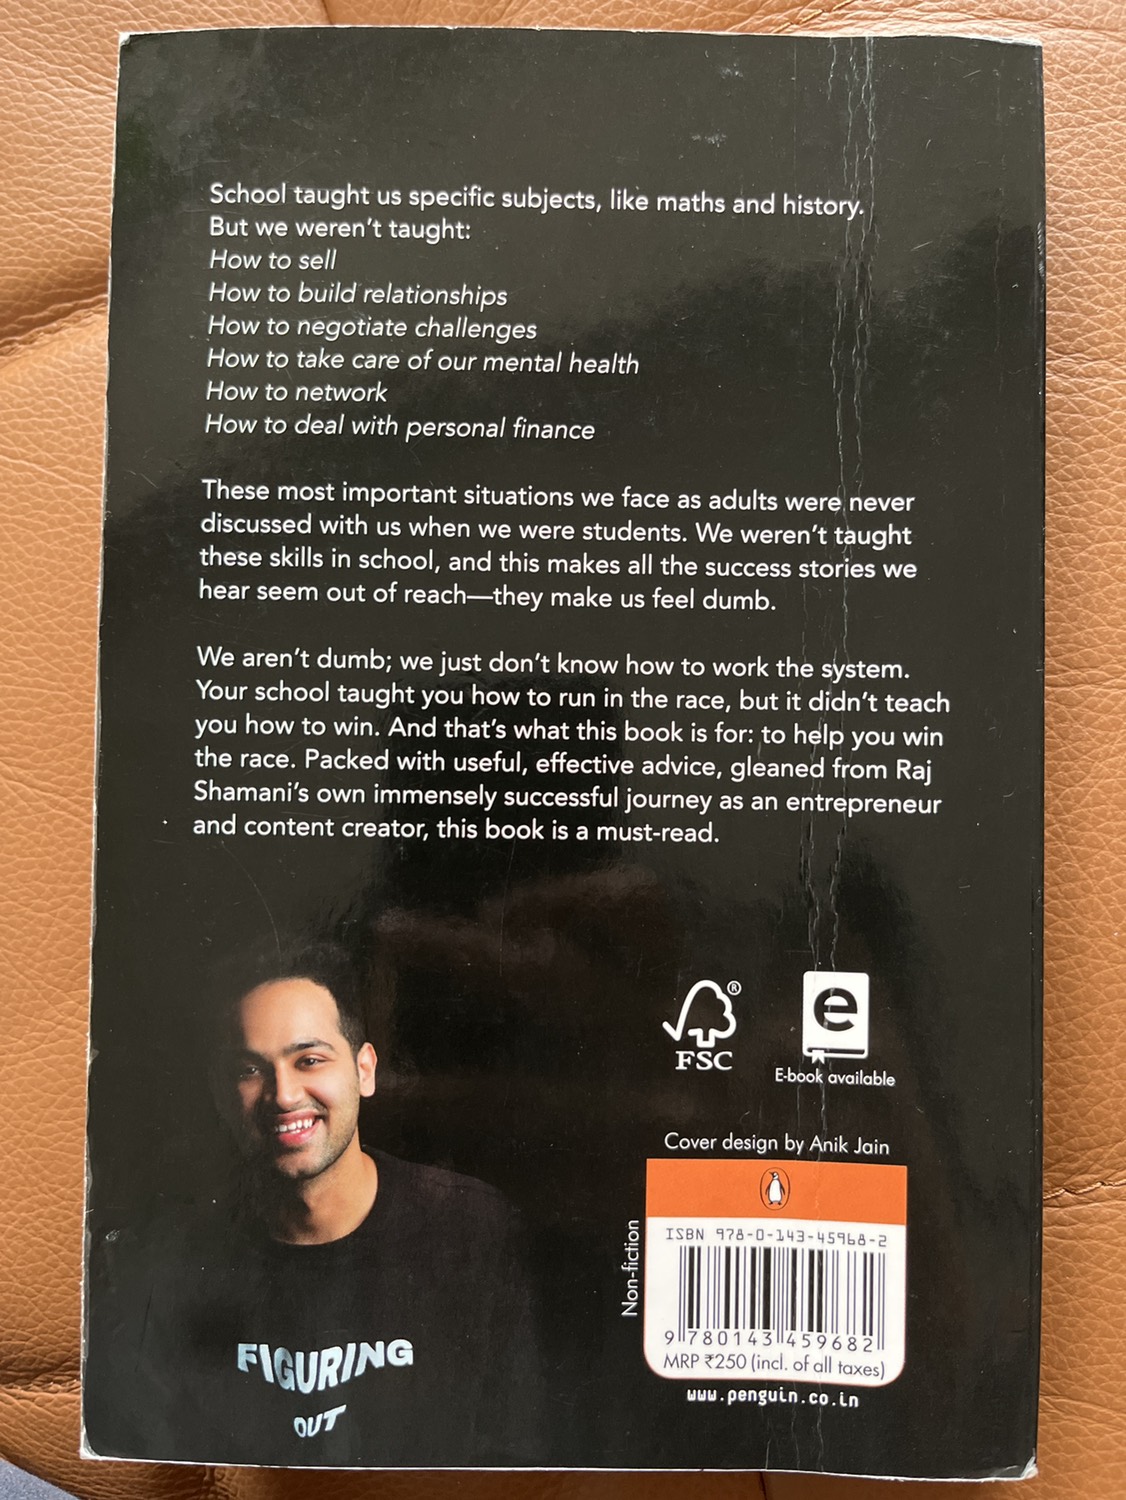 School taught us specific subjects, like maths and history.
But we weren't taught:
How to sell
How to build relationships
How to negotiate challenges
How to take care of our mental health
How to network
How to deal with personal finance
These most important situations we face as adults were never
discussed with us when we were students. We weren't taught
these skills in school, and this makes all the success stories we
hear seem out of reach—they make us feel dumb.
We aren't dumb; we just don't know how to work the system.
Your school taught you how to run in the race, but it didn't teach
you how to win. And that's what this book is for: to help you win
the race. Packed with useful, effective advice, gleaned from Raj
Shamani's own immensely successful journey as an entrepreneur
and content creator, this book is a must-read.
FSC®
e
E-book available
Cover design by Anik Jain
Non-fiction
ISBN 978-0-143-45968-2
9 780143 459682
MRP ₹250 (incl. of all taxes)
www.penguin.co.in
FIGURING
OUT